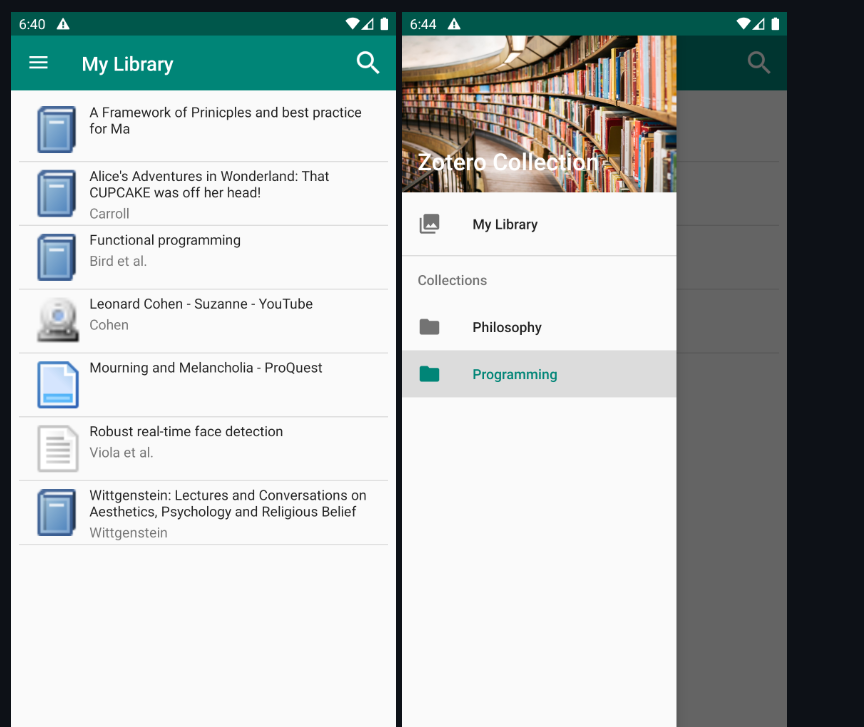 6:40
My Library
A Framework of Prinicples and best practice
for Ma
Alice's Adventures in Wonderland: That
CUPCAKE was off her head!
Carroll
Functional programming
Bird et al.
Leonard Cohen - Suzanne - YouTube
Cohen
Mourning and Melancholia - ProQuest
Robust real-time face detection
Viola et al.
Wittgenstein: Lectures and Conversations on
Aesthetics, Psychology and Religious Belief
Wittgenstein
6:44
Zotero Collection
My Library
Collections
Philosophy
Programming